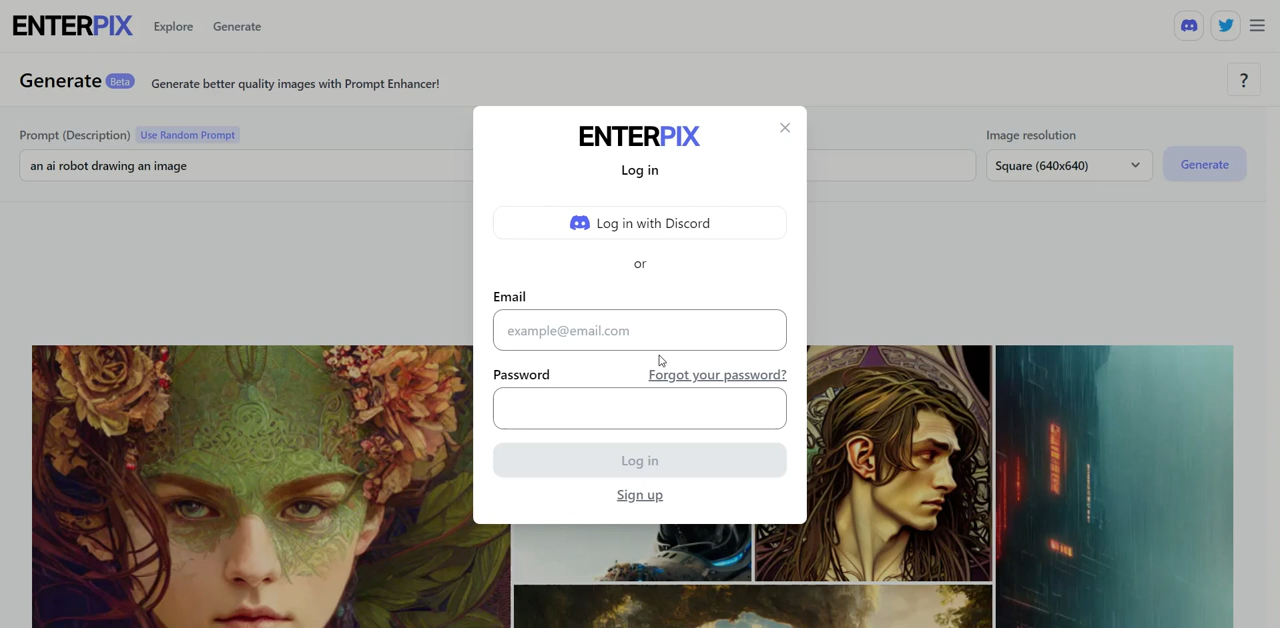 ENTERPIX
Explore
Generate
Generate Beta
Generate better quality images with Prompt Enhancer!
?
Prompt (Description)
Use Random Prompt
an ai robot drawing an image
Image resolution
Square (640x640)
Generate
ENTERPIX
Log in
Log in with Discord
or
Email
example@email.com
Password
Forgot your password?
Log in
Sign up